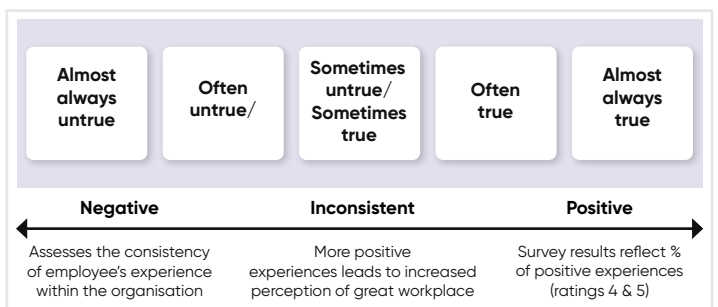 Almost
always
untrue
Often
untrue/
Sometimes
untrue/
Sometimes
true
Often
true
Almost
always
true
Negative
Inconsistent
Positive
Assesses the consistency
of employee's experience
within the organisation
More positive
experiences leads to increased
perception of great workplace
Survey results reflect %
of positive experiences
(ratings 4 & 5)